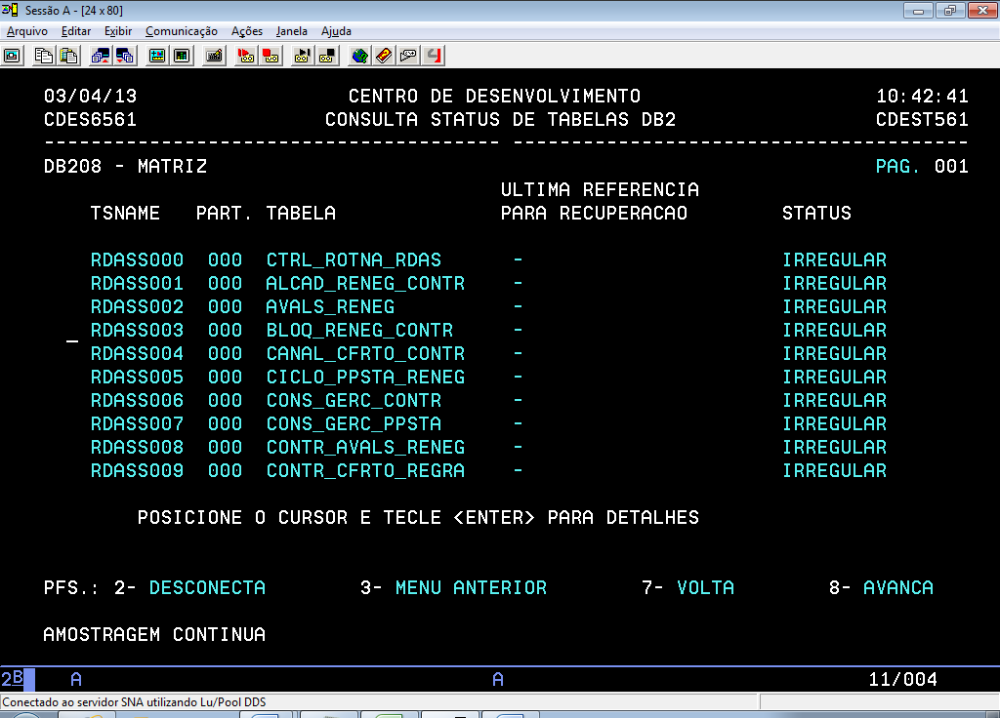 Sessão A - [24 x 80]
Arquivo Editar Exibir Comunicação Ações Janela Ajuda
03/04/13 CENTRO DE DESENVOLVIMENTO 10:42:41
CDES6561 CONSULTA STATUS DE TABELAS DB2 CDEST561
--------------------------------------- ---------------------------------------
DB208 - MATRIZ PAG. 001
ULTIMA REFERENCIA
TSNAME PART. TABELA PARA RECUPERACAO STATUS
RDASS000 000 CTRL_ROTNA_RDAS - IRREGULAR
RDASS001 000 ALCAD_RENEG_CONTR - IRREGULAR
RDASS002 000 AVALS_RENEG - IRREGULAR
_ RDASS003 000 BLOQ_RENEG_CONTR - IRREGULAR
RDASS004 000 CANAL_CFRTO_CONTR - IRREGULAR
RDASS005 000 CICLO_PPSTA_RENEG - IRREGULAR
RDASS006 000 CONS_GERC_CONTR - IRREGULAR
RDASS007 000 CONS_GERC_PPSTA - IRREGULAR
RDASS008 000 CONTR_AVALS_RENEG - IRREGULAR
RDASS009 000 CONTR_CFRTO_REGRA - IRREGULAR
POSICIONE O CURSOR E TECLE <ENTER> PARA DETALHES
PFS.: 2- DESCONECTA 3- MENU ANTERIOR 7- VOLTA 8- AVANCA
AMOSTRAGEM CONTINUA
2B A A 11/004
Conectado ao servidor SNA utilizando Lu/Pool DDS